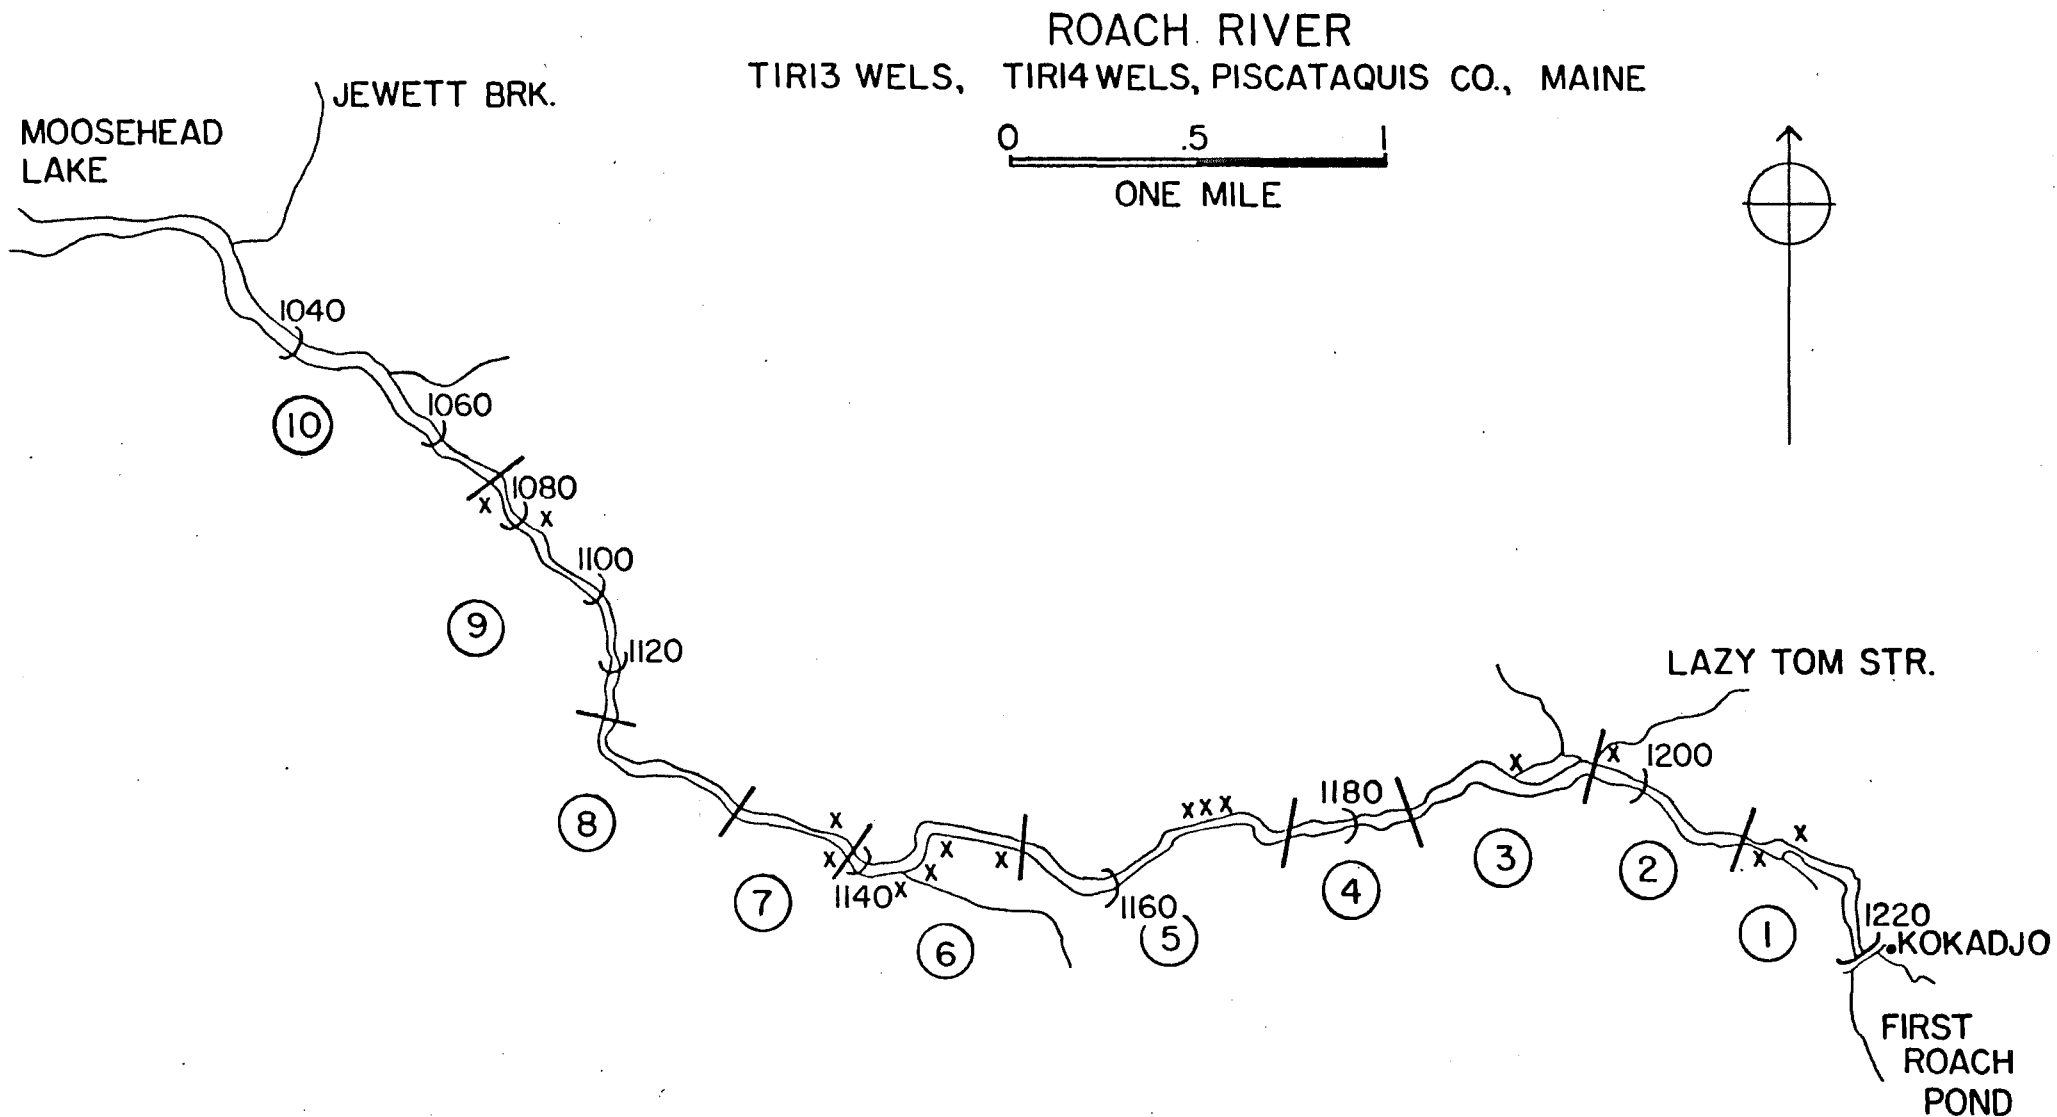 ROACH RIVER
T1R13 WELS, T1R14 WELS, PISCATAQUIS CO., MAINE
0 .5 1
ONE MILE
JEWETT BRK.
MOOSEHEAD
LAKE
1040
10
1060
x
1080
x
1100
9
1120
8
x
x
7
1140
x
x
x
x
6
1160
5
x x x
1180
4
x
3
LAZY TOM STR.
x
1200
2
x
x
1
1220
KOKADJO
FIRST
ROACH
POND